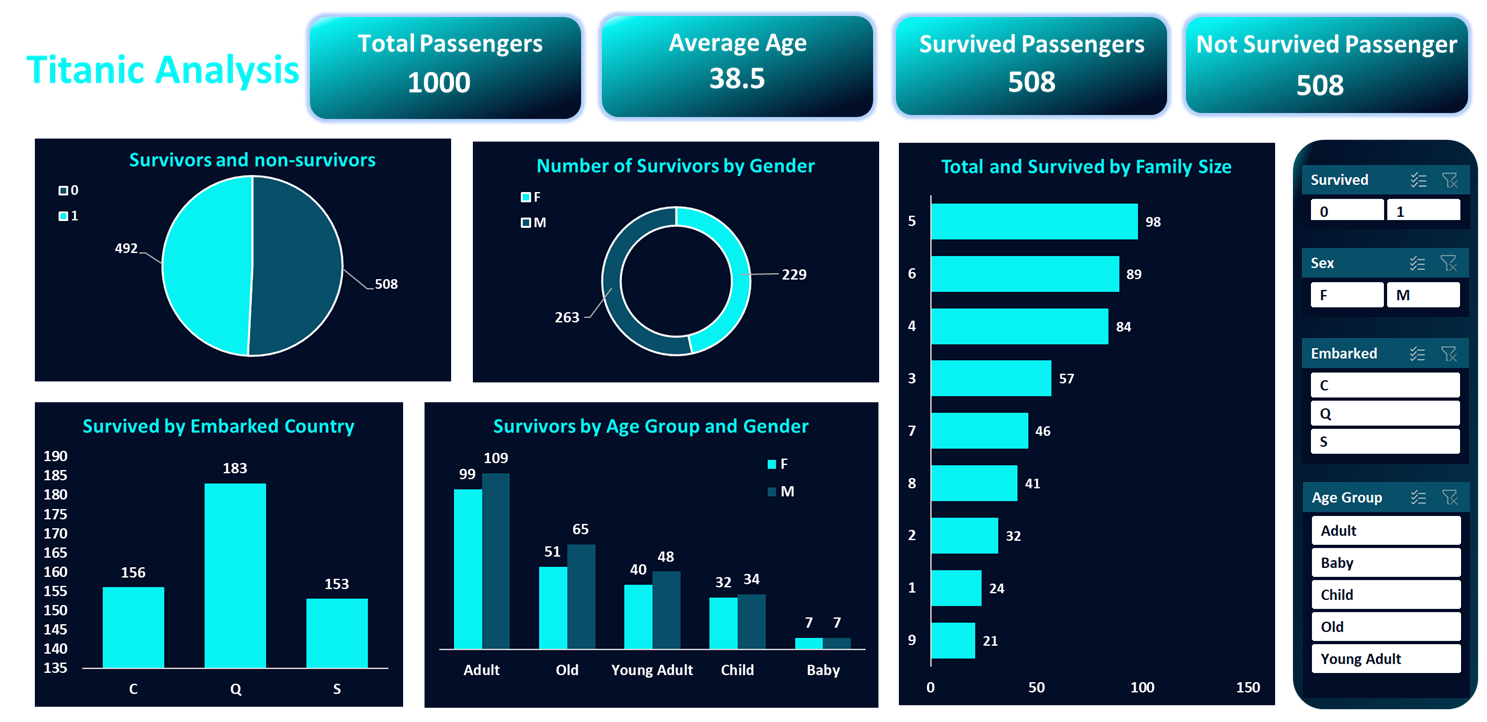 Titanic Analysis
Total Passengers
1000
Average Age
38.5
Survived Passengers
508
Not Survived Passenger
508
Survivors and non-survivors
0
1
492
508
Number of Survivors by Gender
F
M
229
263
Total and Survived by Family Size
5 98
6 89
4 84
3 57
7 46
8 41
2 32
1 24
9 21
0 50 100 150
Survived
0 1
Sex
F M
Embarked
C
Q
S
Age Group
Adult
Baby
Child
Old
Young Adult
Survived by Embarked Country
190
185
180
175
170
165
160
155
150
145
140
135
156 183 153
C Q S
Survivors by Age Group and Gender
F
M
99 109 51 65 40 48 32 34 7 7
Adult Old Young Adult Child Baby